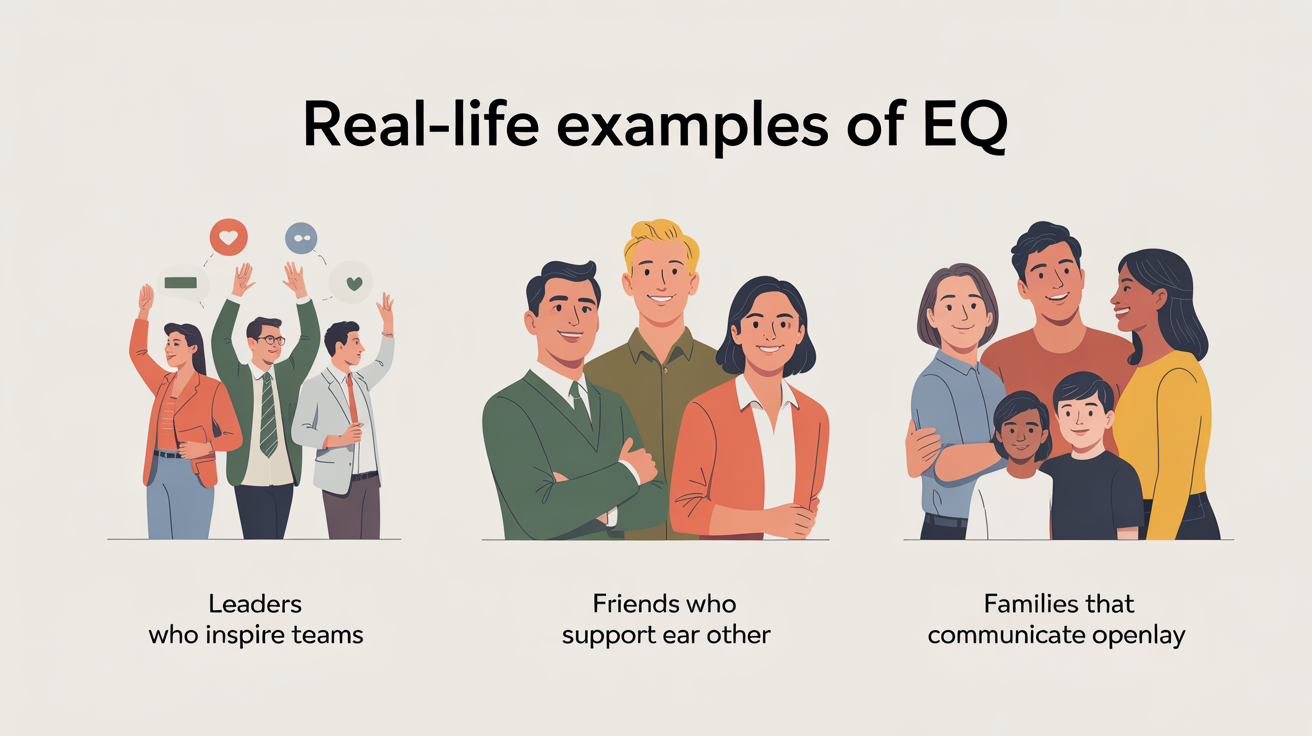 Real-life examples of EQ
Leaders
who inspire teams
Friends who
support ear other
Families that
communicate openlay